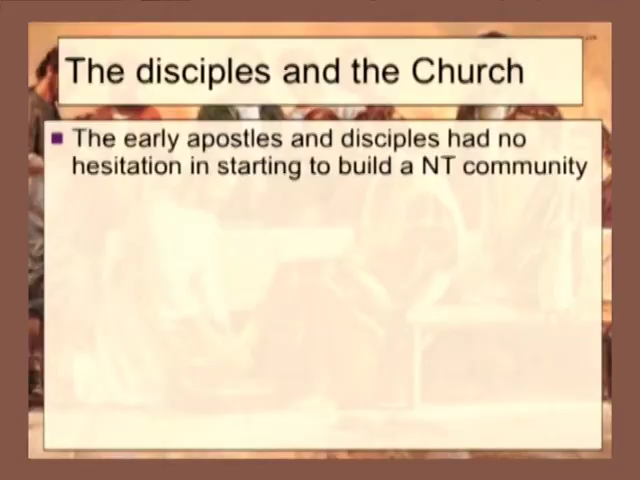 The disciples and the Church
The early apostles and disciples had no
hesitation in starting to build a NT community